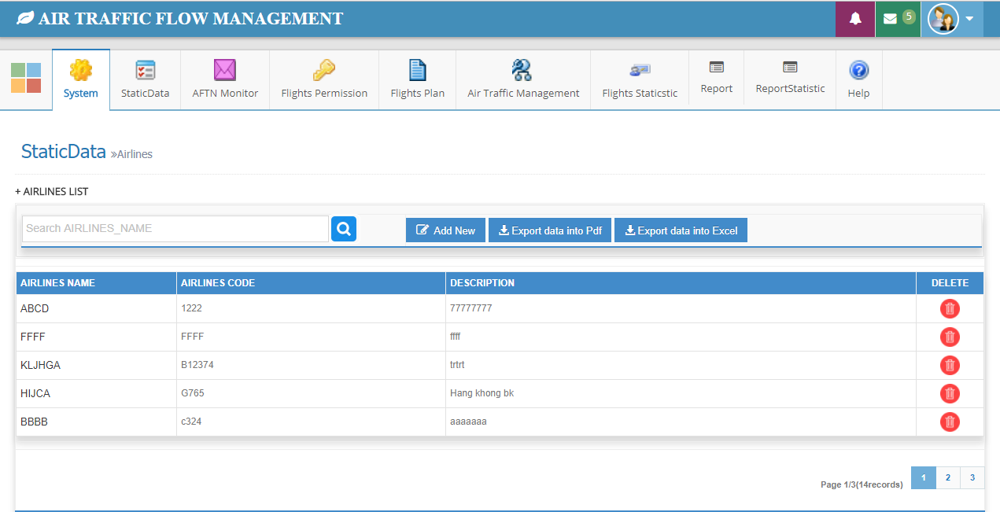 AIR TRAFFIC FLOW MANAGEMENT
5
System
StaticData
AFTN Monitor
Flights Permission
Flights Plan
Air Traffic Management
Flights Staticstic
Report
ReportStatistic
Help
StaticData »Airlines
+ AIRLINES LIST
Search AIRLINES_NAME
Add New
Export data into Pdf
Export data into Excel
AIRLINES NAME AIRLINES CODE DESCRIPTION DELETE
ABCD 1222 77777777
FFFF FFFF ffff
KLJHGA B12374 trtrt
HIJCA G765 Hang khong bk
BBBB c324 aaaaaaa
Page 1/3(14records) 1 2 3